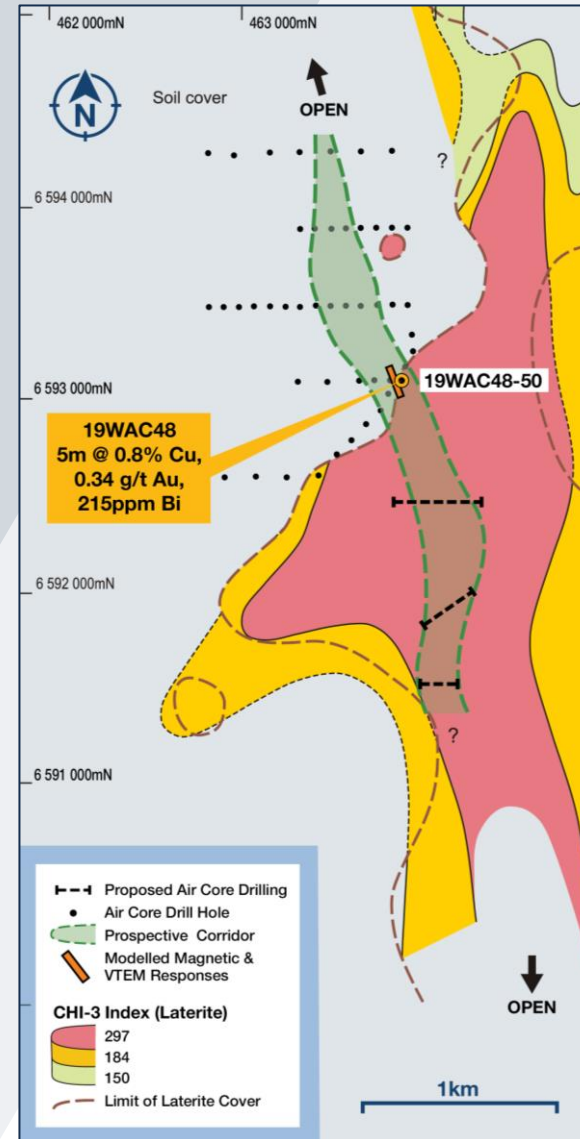 462 000mN
463 000mN
N
Soil cover
OPEN
?
6 594 000mN
6 593 000mN
19WAC48-50
19WAC48
5m @ 0.8% Cu,
0.34 g/t Au,
215ppm Bi
6 592 000mN
?
6 591 000mN
Proposed Air Core Drilling
Air Core Drill Hole
Prospective Corridor
Modelled Magnetic &
VTEM Responses
CHI-3 Index (Laterite)
297
184
150
Limit of Laterite Cover
OPEN
1km